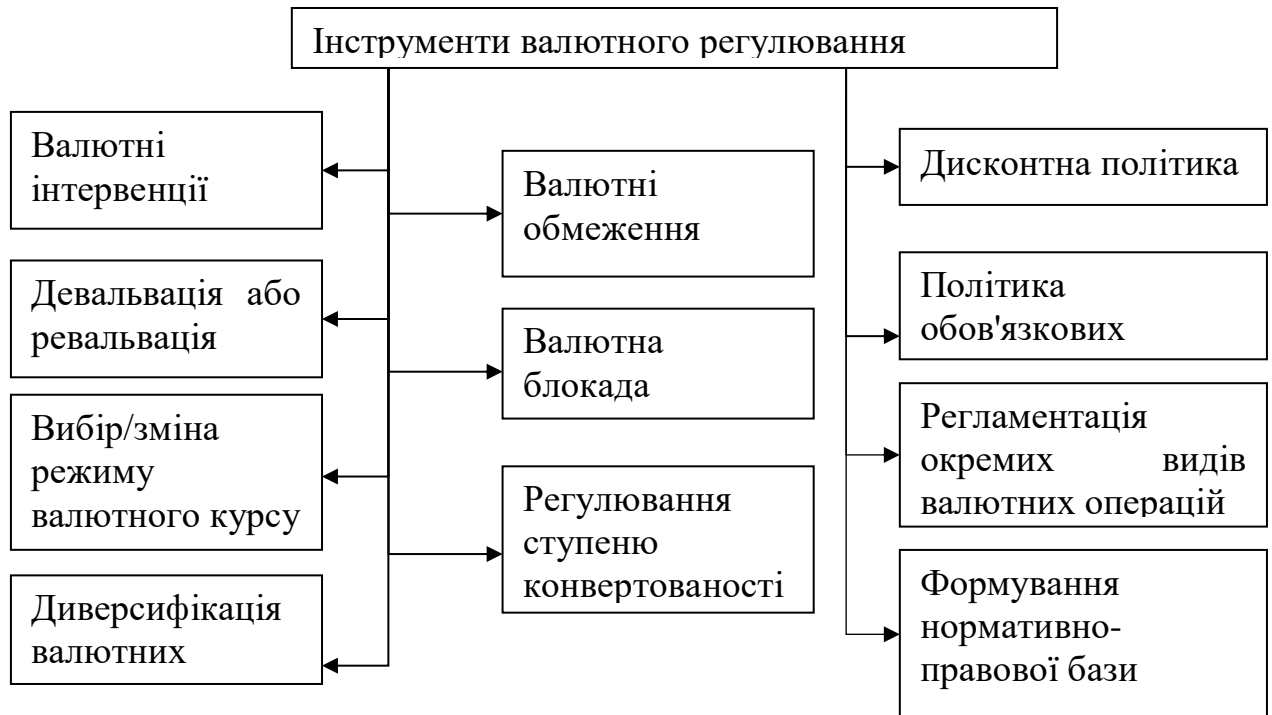 Інструменти валютного регулювання
Валютні
інтервенції
Девальвація або
ревальвація
Вибір/зміна
режиму
валютного курсу
Диверсифікація
валютних
Валютні
обмеження
Валютна
блокада
Регулювання
ступеню
конвертованості
Дисконтна політика
Політика
обов'язкових
Регламентація
окремих видів
валютних операцій
Формування
нормативно-
правової бази